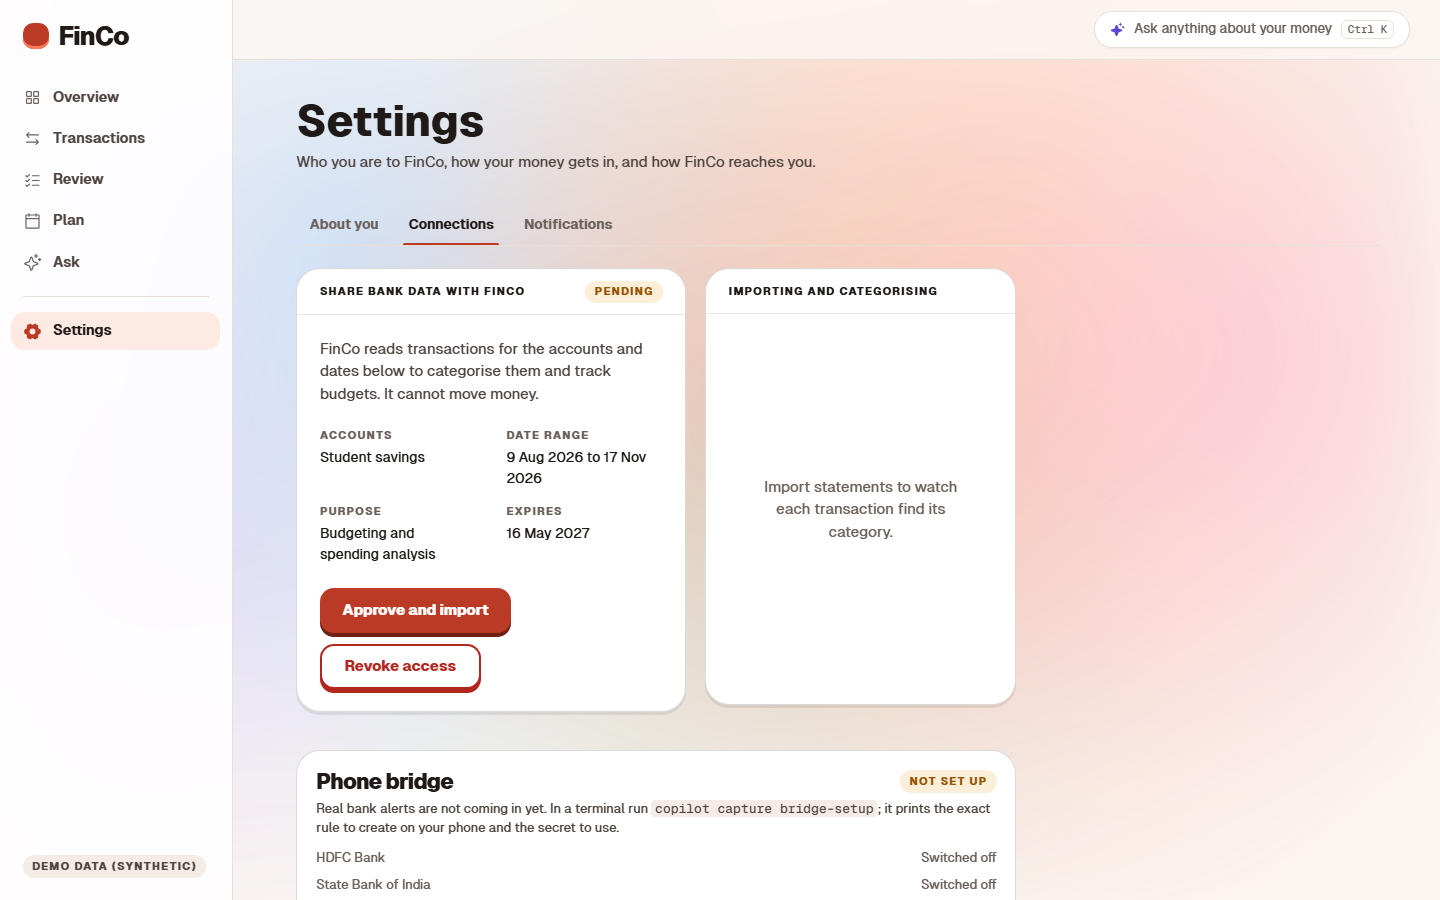 FinCo
Ask anything about your money Ctrl K
Overview
Transactions
Review
Plan
Ask
Settings
DEMO DATA (SYNTHETIC)
Settings
Who you are to FinCo, how your money gets in, and how FinCo reaches you.
About you Connections Notifications
SHARE BANK DATA WITH FINCO PENDING
FinCo reads transactions for the accounts and
dates below to categorise them and track
budgets. It cannot move money.
ACCOUNTS
Student savings
DATE RANGE
9 Aug 2026 to 17 Nov
2026
PURPOSE
Budgeting and
spending analysis
EXPIRES
16 May 2027
Approve and import
Revoke access
IMPORTING AND CATEGORISING
Import statements to watch
each transaction find its
category.
Phone bridge NOT SET UP
Real bank alerts are not coming in yet. In a terminal run copilot capture bridge-setup; it prints the exact
rule to create on your phone and the secret to use.
HDFC Bank Switched off
State Bank of India Switched off